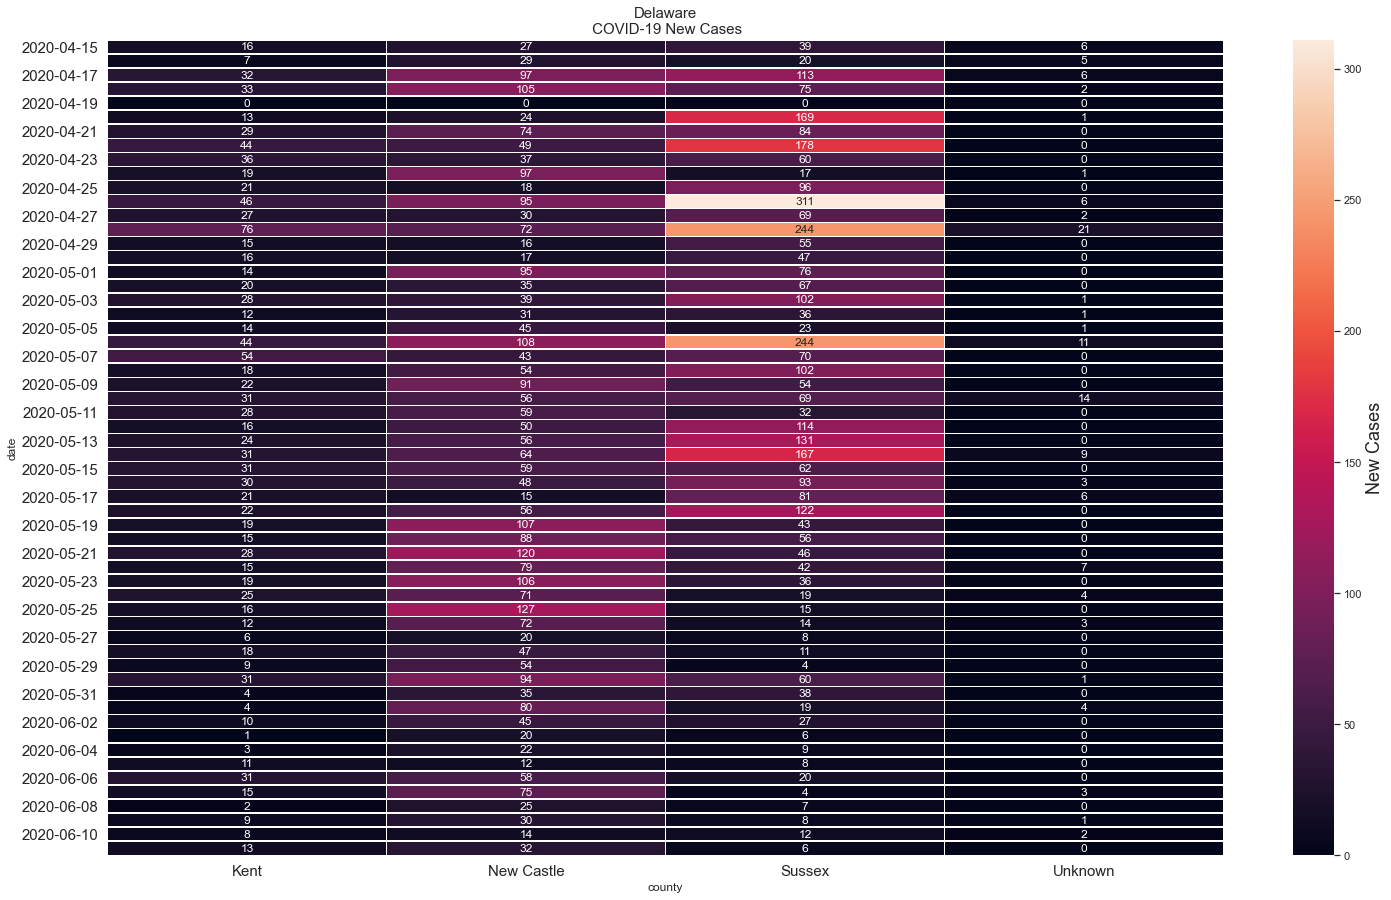 Delaware
COVID-19 New Cases
2020-04-15 16 27 39 6
7 29 20 5
2020-04-17 32 97 113 6
33 105 75 2
2020-04-19 0 0 0 0
13 24 169 1
2020-04-21 29 74 84 0
44 49 178 0
2020-04-23 36 37 60 0
19 97 17 1
2020-04-25 21 18 96 0
46 95 311 6
2020-04-27 27 30 69 2
76 72 244 21
2020-04-29 15 16 55 0
16 17 47 0
2020-05-01 14 95 76 0
20 35 67 0
2020-05-03 28 39 102 1
12 31 36 1
2020-05-05 14 45 23 1
44 108 244 11
2020-05-07 54 43 70 0
18 54 102 0
2020-05-09 22 91 54 0
31 56 69 14
2020-05-11 28 59 32 0
16 50 114 0
2020-05-13 24 56 131 0
31 64 167 9
2020-05-15 31 59 62 0
30 48 93 3
2020-05-17 21 15 81 6
22 56 122 0
2020-05-19 19 107 43 0
15 88 56 0
2020-05-21 28 120 46 0
15 79 42 7
2020-05-23 19 106 36 0
25 71 19 4
2020-05-25 16 127 15 0
12 72 14 3
2020-05-27 6 20 8 0
18 47 11 0
2020-05-29 9 54 4 0
31 94 60 1
2020-05-31 4 35 38 0
4 80 19 4
2020-06-02 10 45 27 0
1 20 6 0
2020-06-04 3 22 9 0
11 12 8 0
2020-06-06 31 58 20 0
15 75 4 3
2020-06-08 2 25 7 0
9 30 8 1
2020-06-10 8 14 12 2
13 32 6 0
Kent New Castle Sussex Unknown
county
date
300
250
200
150
100
50
0
New Cases